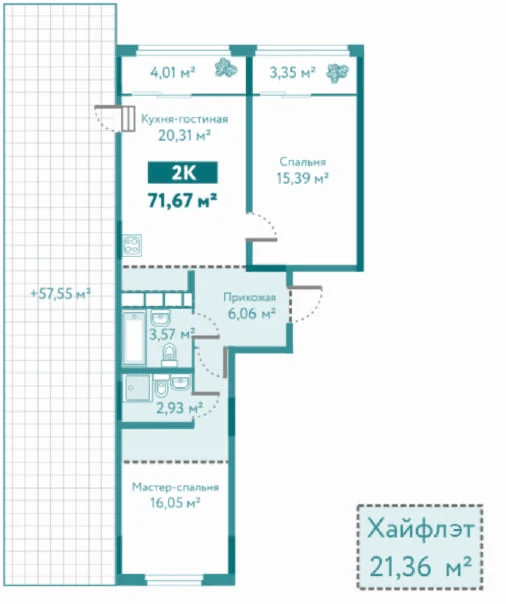 4,01 м²
3,35 м²
Кухня-гостиная
20,31 м²
2К
71,67 м²
Спальня
15,39 м²
+57,55 м²
Прихожая
6,06 м²
3,57 м²
2,93 м²
Мастер-спальня
16,05 м²
Хайфлэт
21,36 м²